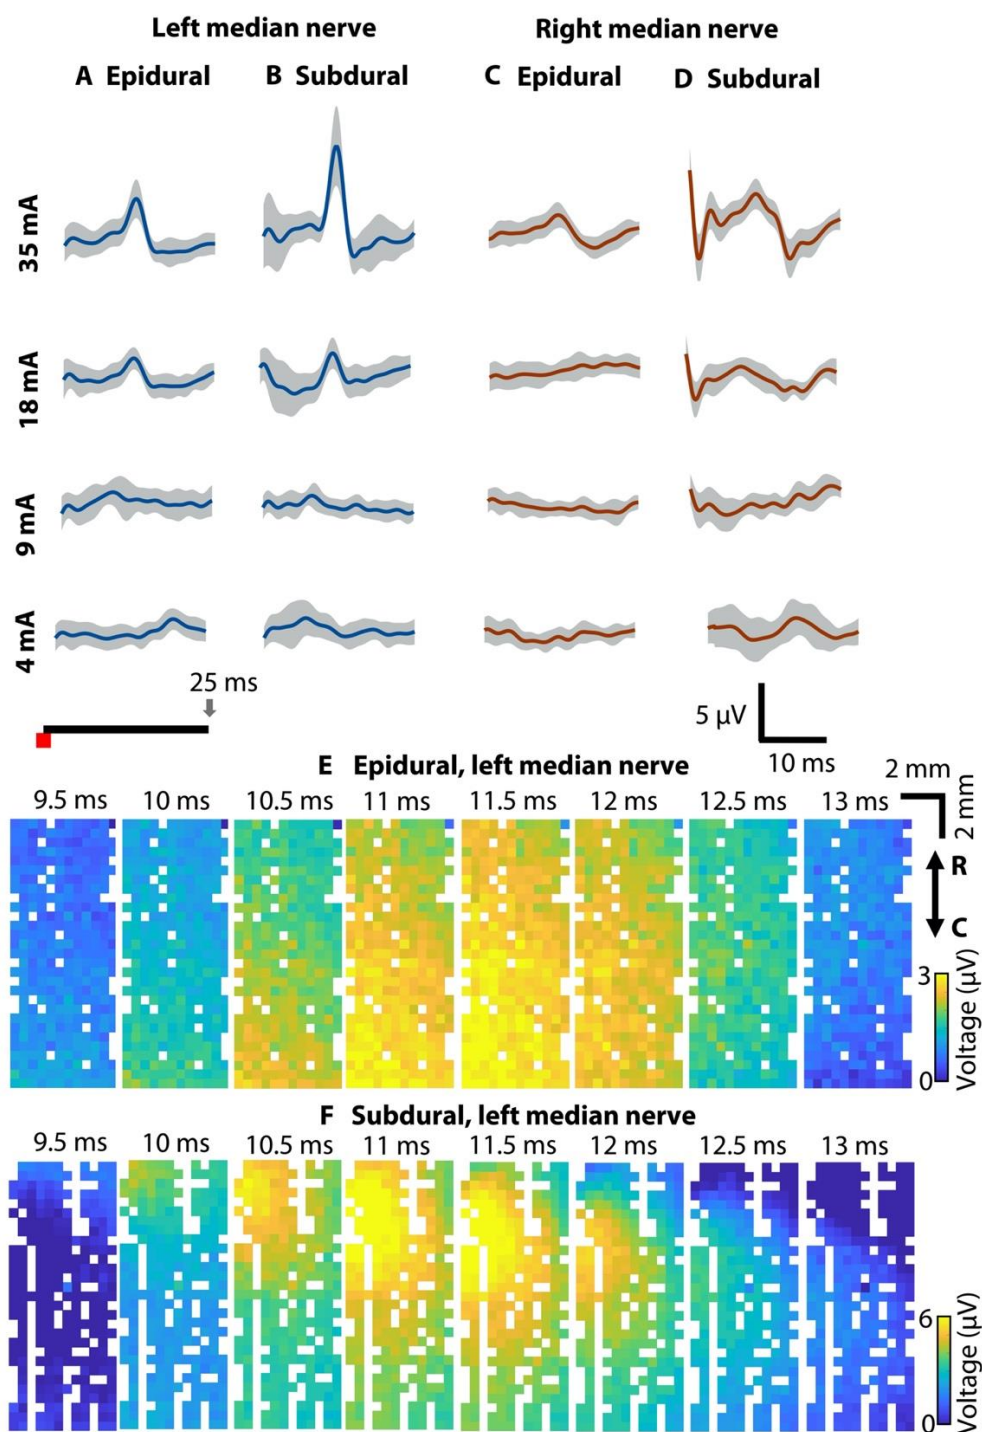 Left median nerve
Right median nerve
A Epidural
B Subdural
C Epidural
D Subdural
35 mA
18 mA
9 mA
4 mA
25 ms
5 µV
10 ms
E Epidural, left median nerve
2 mm
2 mm
9.5 ms
10 ms
10.5 ms
11 ms
11.5 ms
12 ms
12.5 ms
13 ms
R
C
3
0
Voltage (µV)
F Subdural, left median nerve
9.5 ms
10 ms
10.5 ms
11 ms
11.5 ms
12 ms
12.5 ms
13 ms
6
0
Voltage (µV)